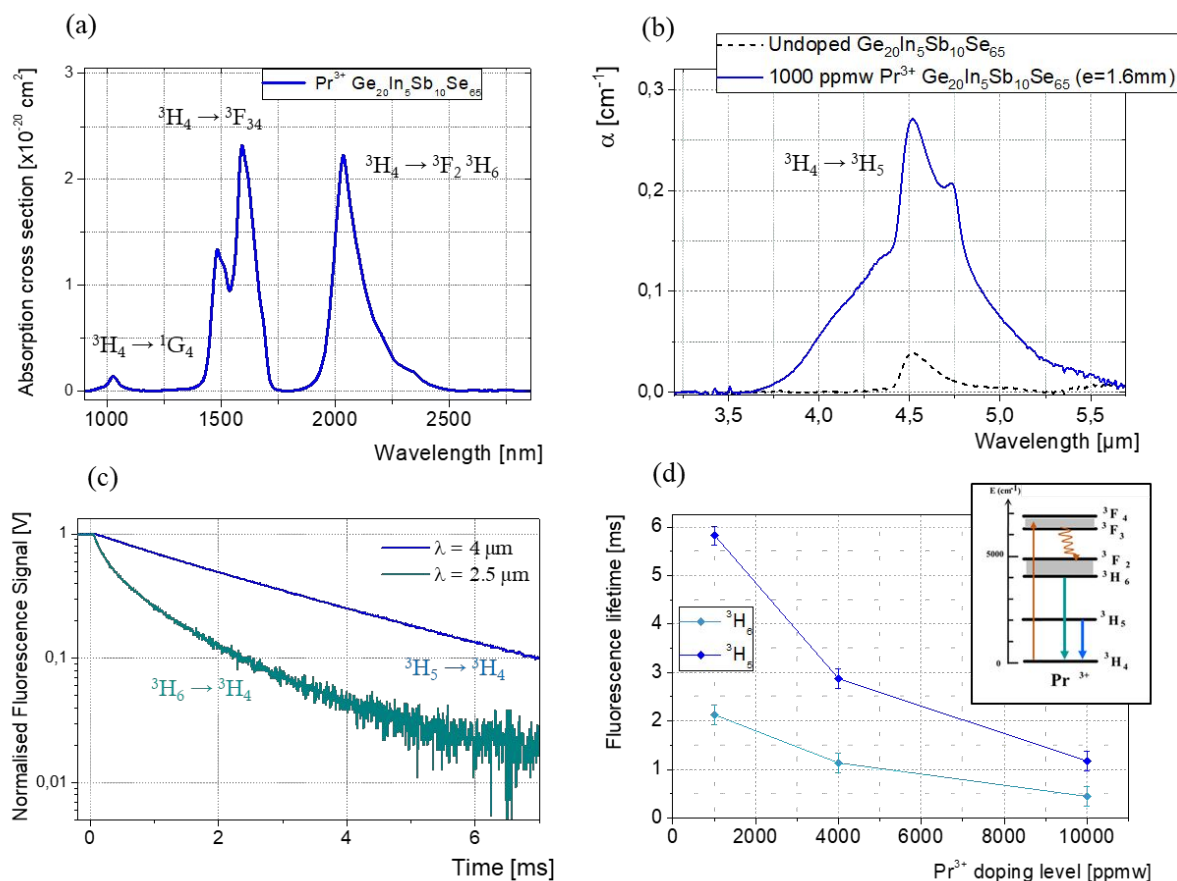 (a)
Absorption cross section [x10⁻²⁰ cm²]
3
2
1
0
Pr³⁺ Ge₂₀In₅Sb₁₀Se₆₅
³H₄ → ³F₃₄
³H₄ → ³F₂ ³H₆
³H₄ → ¹G₄
1000 1500 2000 2500
Wavelength [nm]
(b)
Undoped Ge₂₀In₅Sb₁₀Se₆₅
1000 ppmw Pr³⁺ Ge₂₀In₅Sb₁₀Se₆₅ (e=1.6mm)
α [cm⁻¹]
0,3
0,2
0,1
0,0
³H₄ → ³H₅
3,5 4,0 4,5 5,0 5,5
Wavelength [µm]
(c)
Normalised Fluorescence Signal [V]
1
0,1
0,01
λ = 4 µm
λ = 2.5 µm
³H₅ → ³H₄
³H₆ → ³H₄
0 2 4 6
Time [ms]
(d)
Fluorescence lifetime [ms]
6
5
4
3
2
1
0
³H₆
³H₅
0 2000 4000 6000 8000 10000
Pr³⁺ doping level [ppmw]
E (cm⁻¹)
5000
0
³F₄
³F₃
³F₂
³H₆
³H₅
³H₄
Pr ³⁺